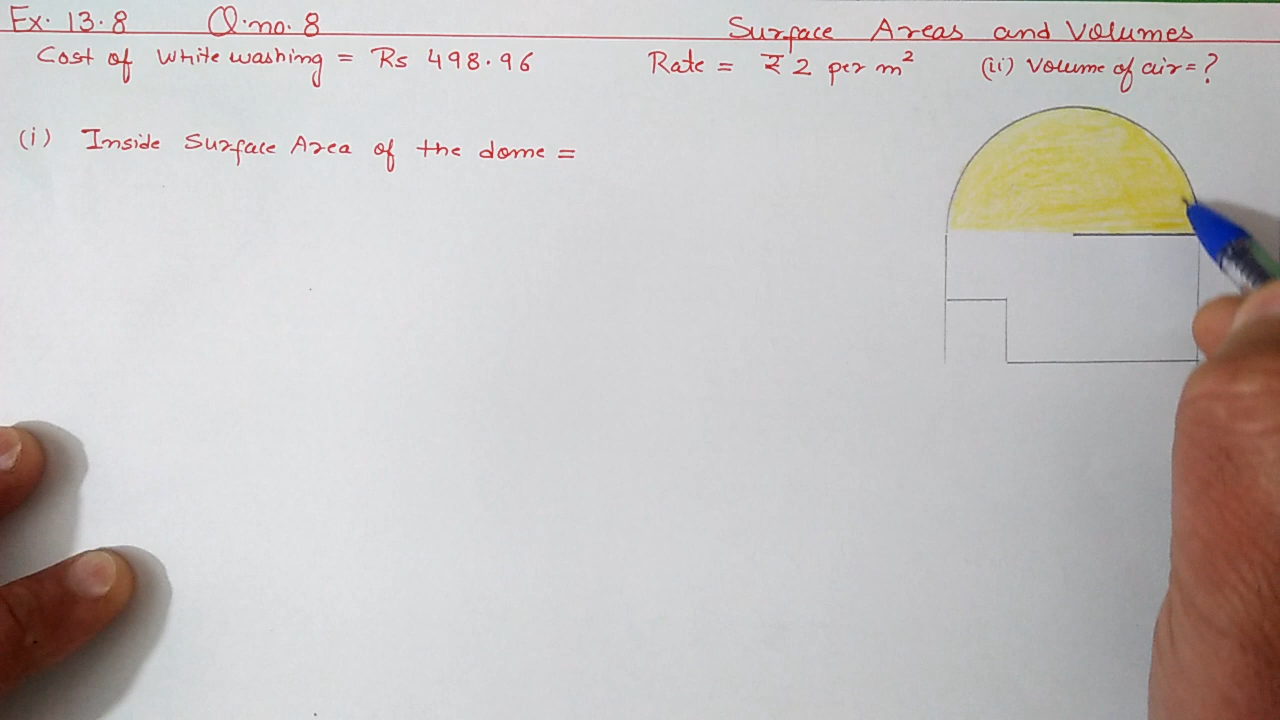 Ex. 13.8 Q.no. 8 Surface Areas and Volumes
Cost of White washing = Rs 498.96 Rate = ₹ 2 per m² (ii) Volume of air = ?
(i) Inside Surface Area of the dome =